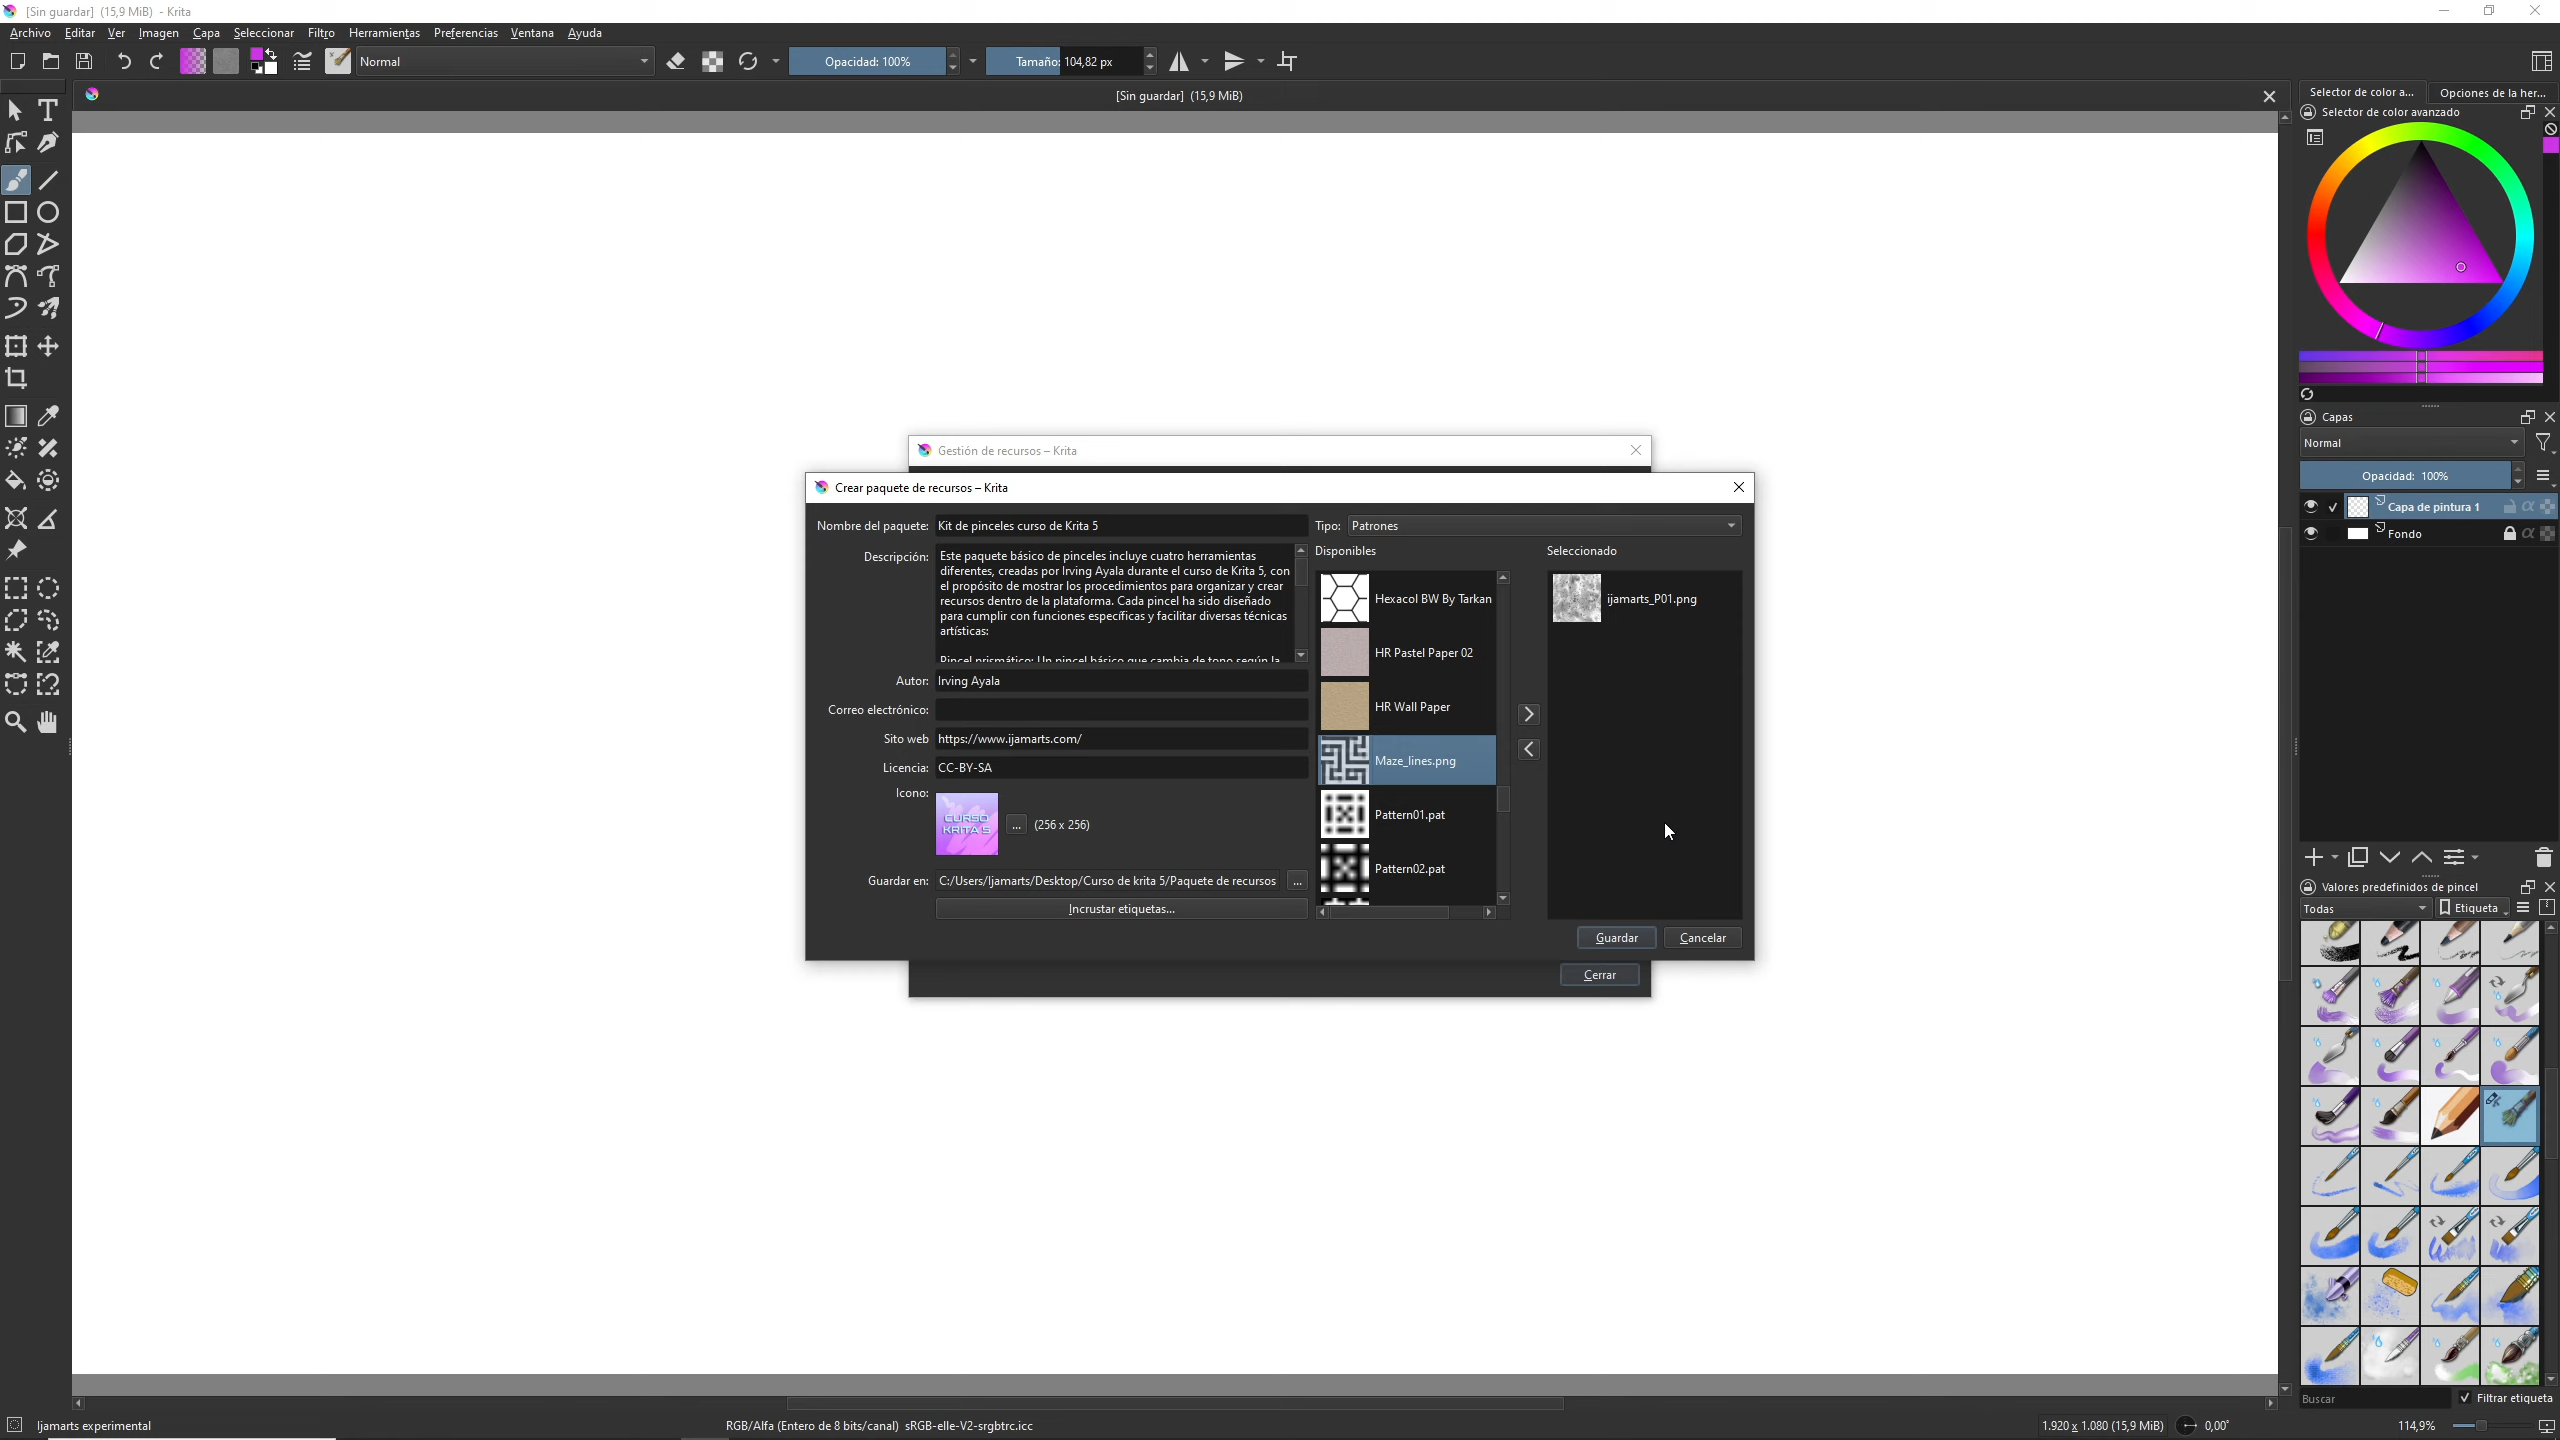 [Sin guardar] (15,9 MiB) - Krita
Archivo Editar Ver Imagen Capa Seleccionar Filtro Herramientas Preferencias Ventana Ayuda
Normal Opacidad: 100% Tamaño: 104,82 px
[Sin guardar] (15,9 MiB)
Selector de color a... Opciones de la her...
Selector de color avanzado
Capas
Normal
Opacidad: 100%
Capa de pintura 1
Fondo
Gestión de recursos – Krita
Crear paquete de recursos – Krita
Nombre del paquete: Kit de pinceles curso de Krita 5
Descripción: Este paquete básico de pinceles incluye cuatro herramientas
diferentes, creadas por Irving Ayala durante el curso de Krita 5, con
el propósito de mostrar los procedimientos para organizar y crear
recursos dentro de la plataforma. Cada pincel ha sido diseñado
para cumplir con funciones específicas y facilitar diversas técnicas
artísticas:
Pincel prismático: Un pincel básico que cambia de tono según la
Autor: Irving Ayala
Correo electrónico:
Sito web https://www.ijamarts.com/
Licencia: CC-BY-SA
Icono:
CURSO
KRITA 5
... (256 x 256)
Guardar en: C:/Users/Ijamarts/Desktop/Curso de krita 5/Paquete de recursos ...
Incrustar etiquetas...
Tipo: Patrones
Disponibles
Hexacol BW By Tarkan
HR Pastel Paper 02
HR Wall Paper
Maze_lines.png
Pattern01.pat
Pattern02.pat
Seleccionado
ijamarts_P01.png
Guardar Cancelar
Cerrar
Valores predefinidos de pincel
Todas Etiqueta
Buscar Filtrar etiqueta
Ijamarts experimental RGB/Alfa (Entero de 8 bits/canal) sRGB-elle-V2-srgbtrc.icc 1.920 x 1.080 (15,9 MiB) 0,00° 114,9%